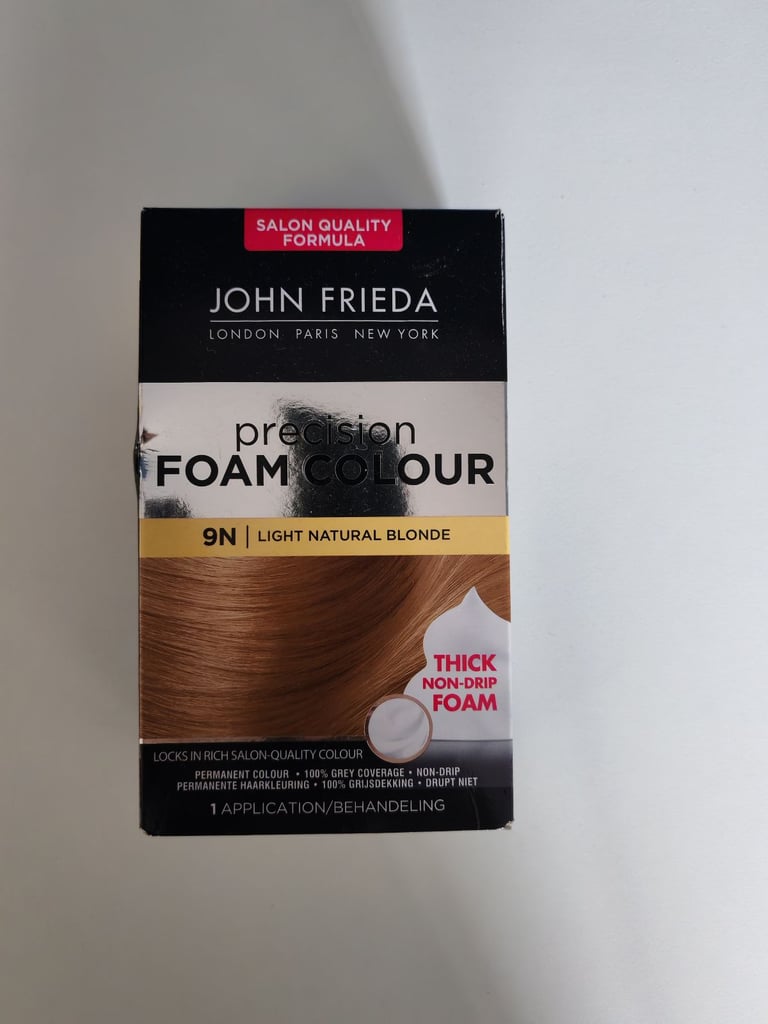 SALON QUALITY
FORMULA
JOHN FRIEDA
LONDON PARIS NEW YORK
precision
FOAM COLOUR
9N | LIGHT NATURAL BLONDE
THICK
NON-DRIP
FOAM
LOCKS IN RICH SALON-QUALITY COLOUR
PERMANENT COLOUR • 100% GREY COVERAGE • NON-DRIP
PERMANENTE HAARKLEURING • 100% GRIJSDEKKING • DRUPT NIET
1 APPLICATION/BEHANDELING